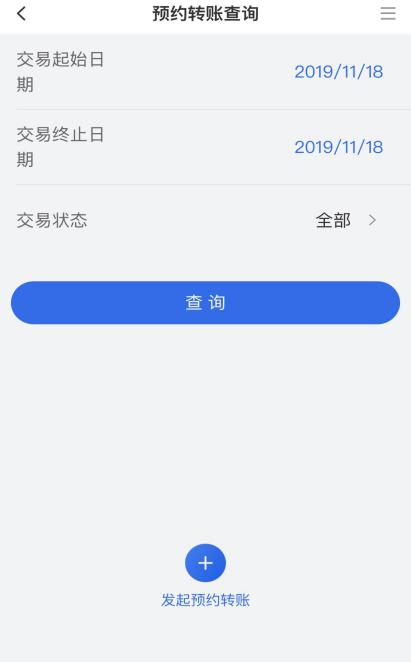 预约转账查询
交易起始日
期
2019/11/18
交易终止日
期
2019/11/18
交易状态
全部
查询
发起预约转账